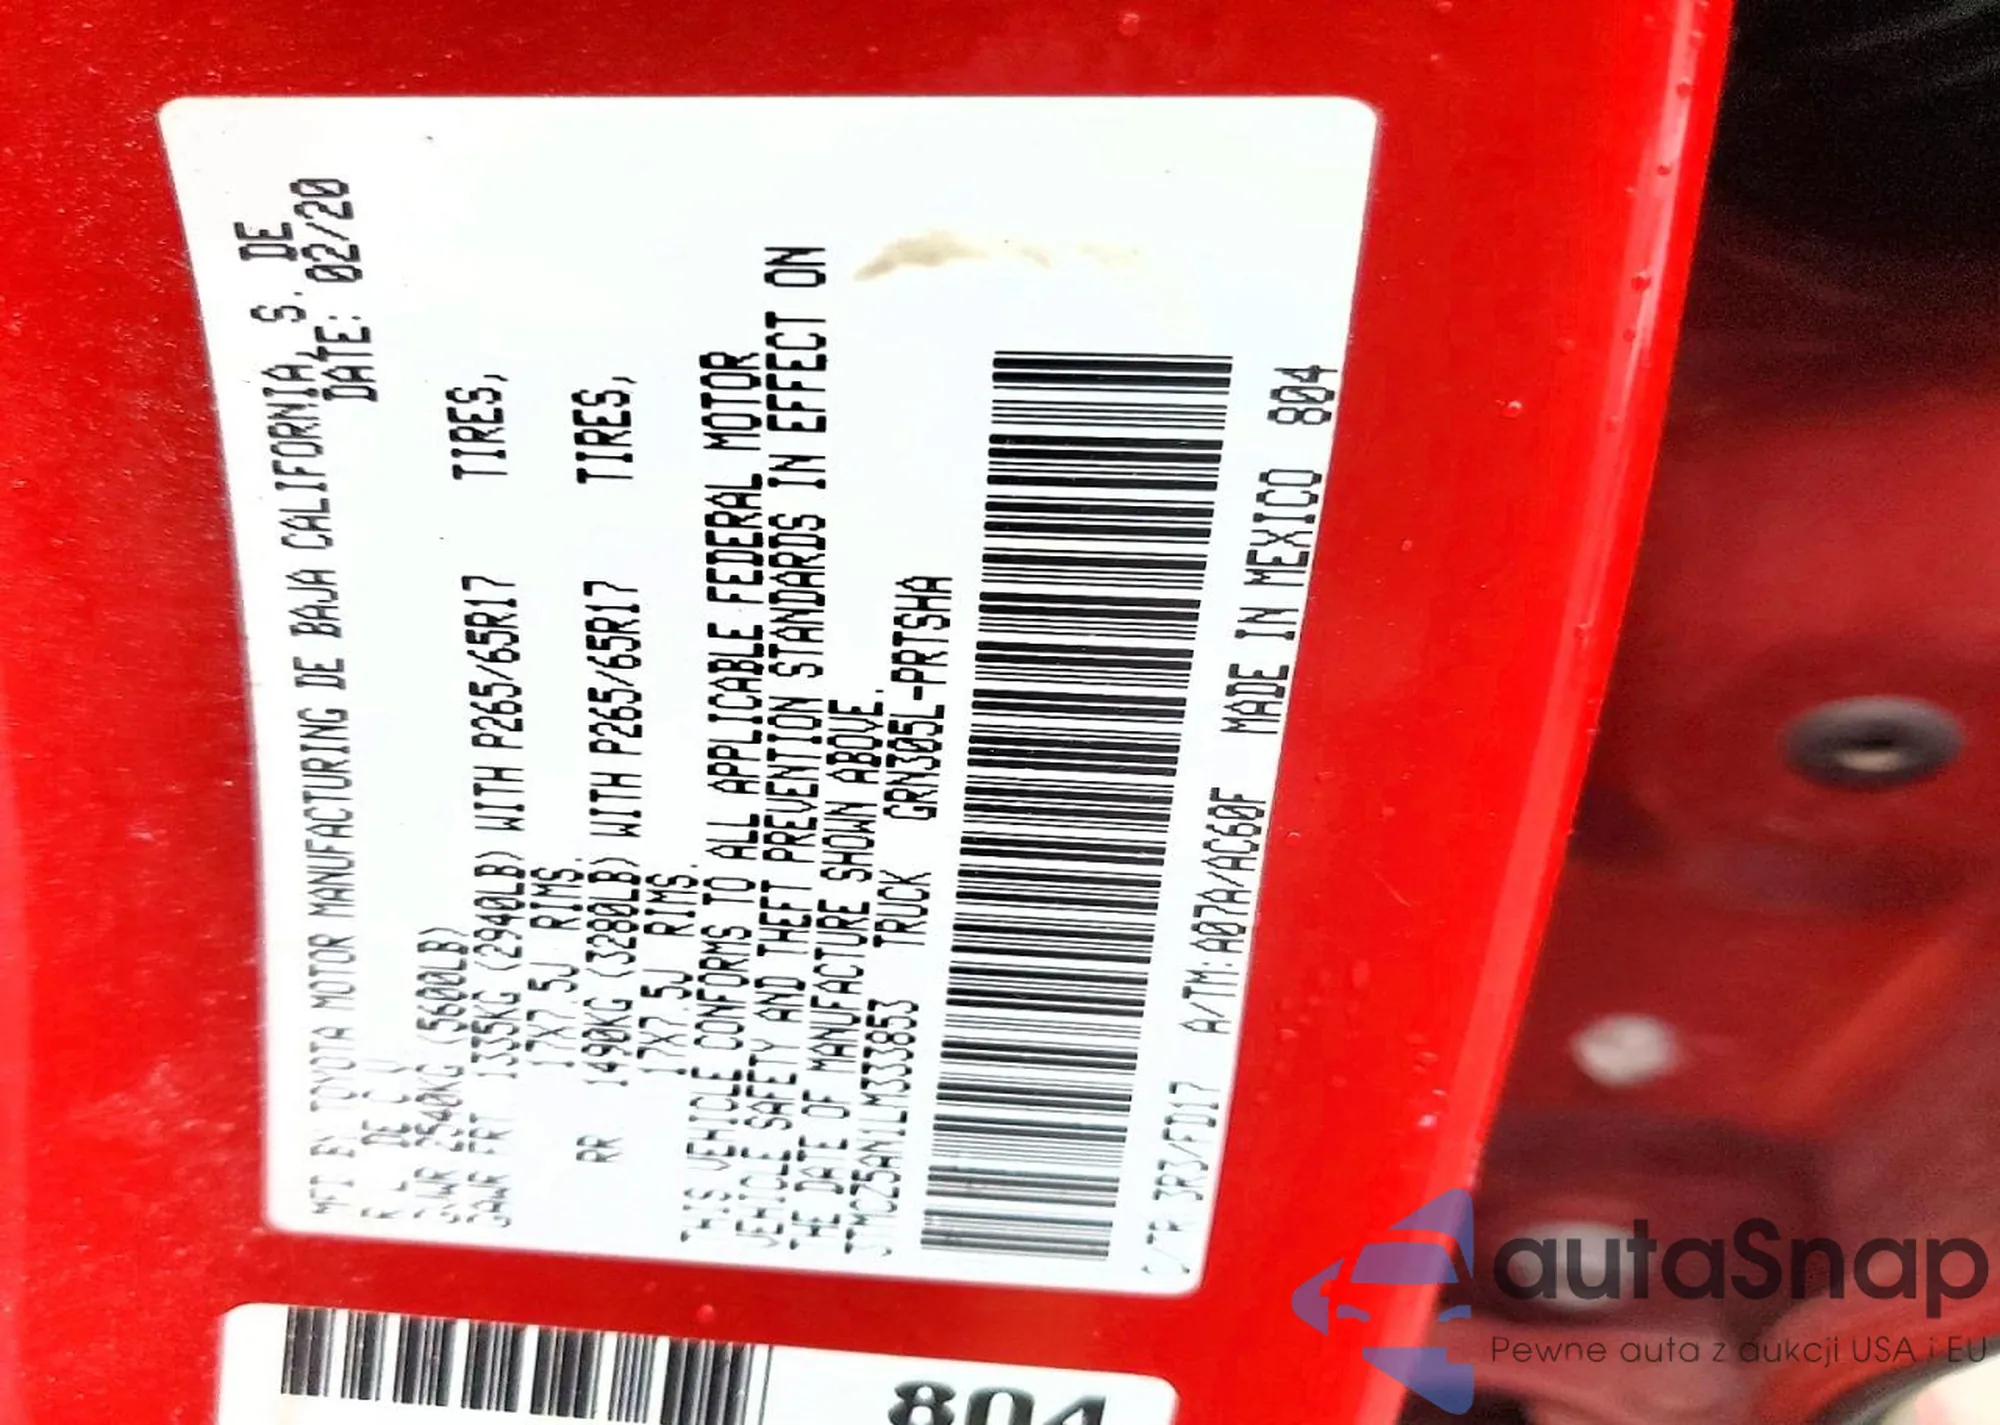 MFD BY TOYOTA MOTOR MANUFACTURING DE BAJA CALIFORNIA, S. DE
R L DE C V DATE: 02/20
GVWR 2540KG (5600LB)
GAWR FRT 1335KG (2940LB) WITH P265/65R17 TIRES,
17X7.5J RIMS.
RR 1490KG (3280LB) WITH P265/65R17 TIRES,
17X7.5J RIMS.
THIS VEHICLE CONFORMS TO ALL APPLICABLE FEDERAL MOTOR
VEHICLE SAFETY AND THEFT PREVENTION STANDARDS IN EFFECT ON
THE DATE OF MANUFACTURE SHOWN ABOVE.
3TMCZ5AN1LM333853 TRUCK GRN305L-PRTSHA
C/TR 3R3/FD17 A/TM:A07A/AC60F MADE IN MEXICO 804
804
autaSnap
Pewne auta z aukcji USA i EU